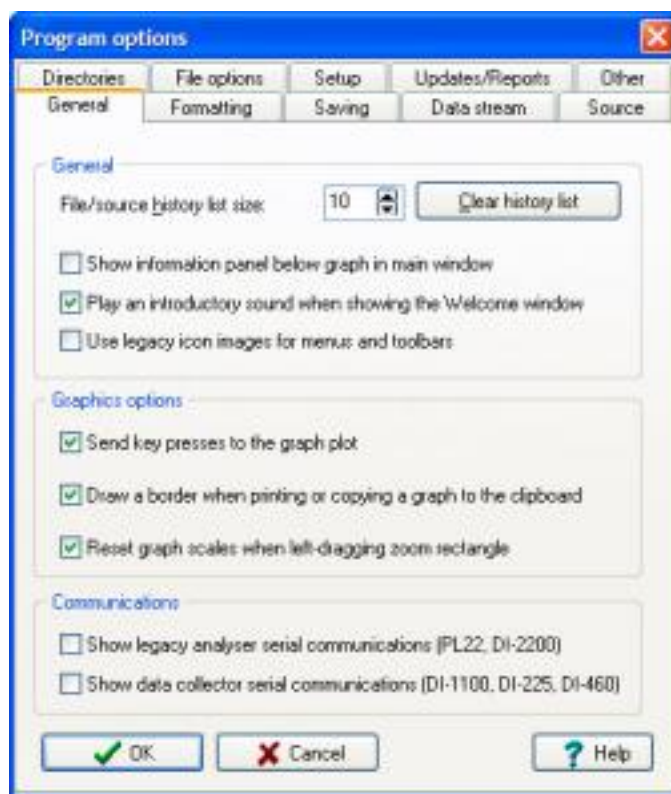 Program options
Directories File options Setup Updates/Reports Other
General Formatting Saving Data stream Source
General
File/source history list size: 10 Clear history list
Show information panel below graph in main window
Play an introductory sound when showing the Welcome window
Use legacy icon images for menus and toolbars
Graphics options
Send key presses to the graph plot
Draw a border when printing or copying a graph to the clipboard
Reset graph scales when left-dragging zoom rectangle
Communications
Show legacy analyser serial communications (PL22, DI-2200)
Show data collector serial communications (DI-1100, DI-225, DI-460)
OK Cancel Help